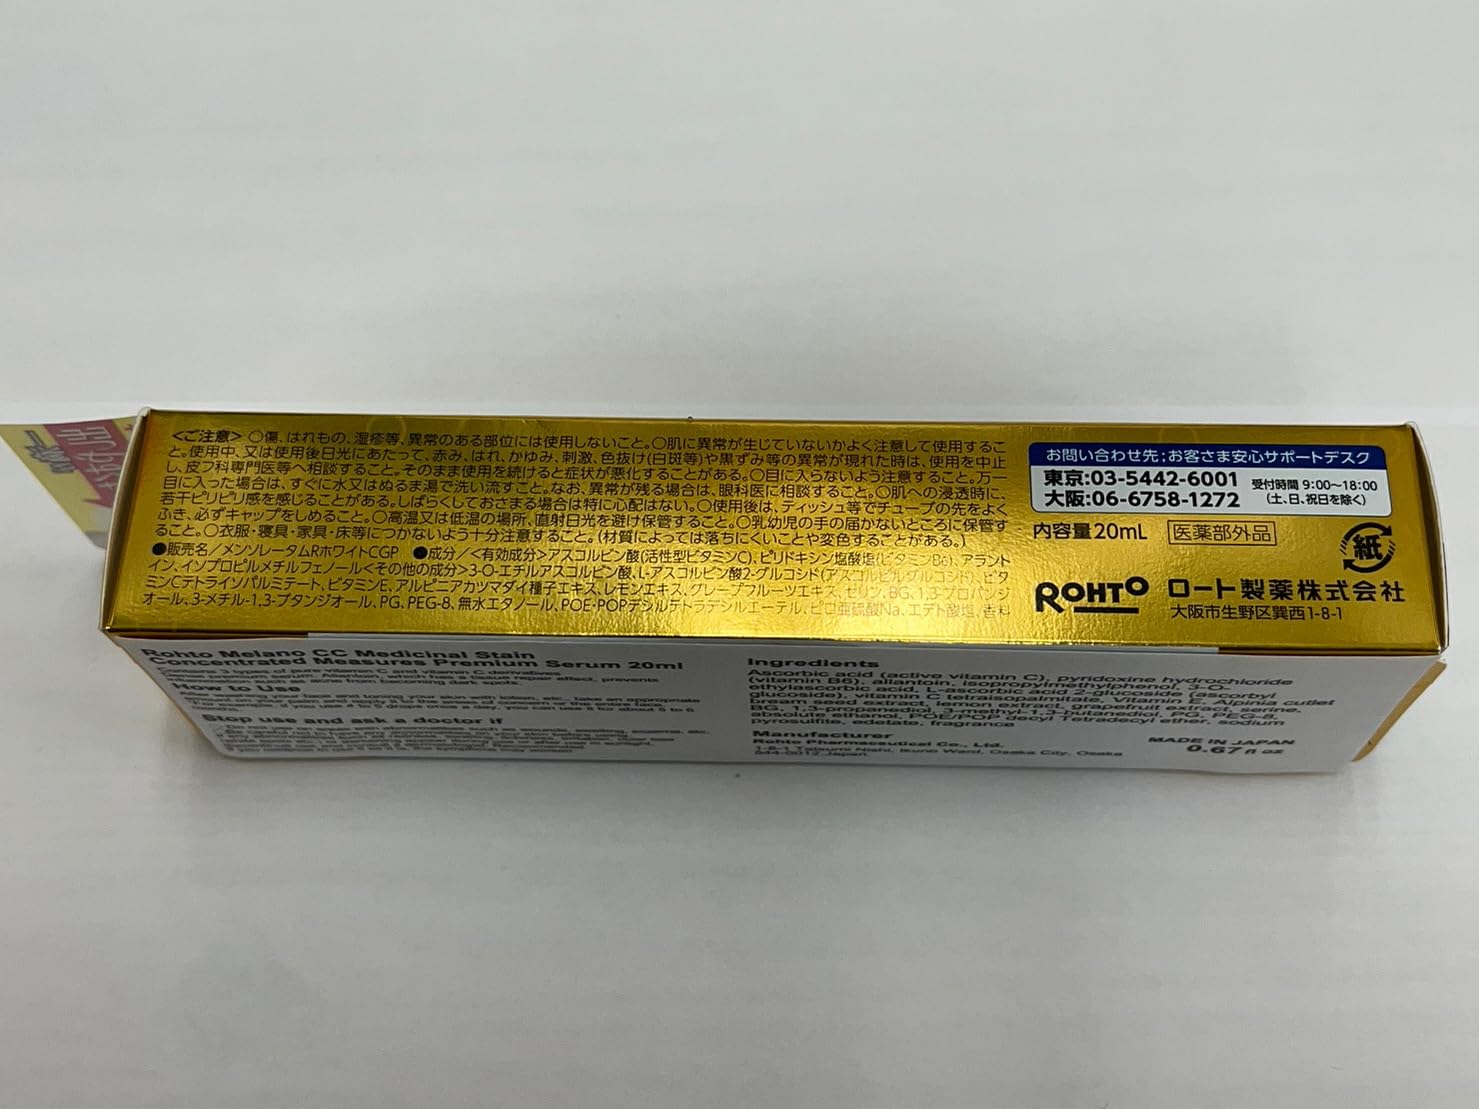 <ご注意> ○傷、はれもの、湿疹等、異常のある部位には使用しないこと。○肌に異常が生じていないかよく注意して使用するこ
と。使用中、又は使用後日光にあたって、赤み、はれ、かゆみ、刺激、色抜け(白斑等)や黒ずみ等の異常が現れた時は、使用を中止
し、皮フ科専門医等へ相談すること。そのまま使用を続けると症状が悪化することがある。○目に入らないよう注意すること。万一
目に入った場合は、すぐに水又はぬるま湯で洗い流すこと。なお、異常が残る場合は、眼科医に相談すること。○肌への浸透時に、
若干ピリピリ感を感じることがある。しばらくしておさまる場合は特に心配はない。○使用後は、ティッシュ等でチューブの先をよく
ふき、必ずキャップをしめること。○高温又は低温の場所、直射日光を避け保管すること。○乳幼児の手の届かないところに保管す
ること。○衣服・寝具・家具・床等につかないよう十分注意すること。(材質によっては落ちにくいことや変色することがある。)
●販売名/メンソレータムRホワイトCGP ●成分/<有効成分>アスコルビン酸(活性型ビタミンC)、ピリドキシン塩酸塩(ビタミンB6)、アラント
イン、イソプロピルメチルフェノール<その他の成分>3-O-エチルアスコルビン酸、L-アスコルビン酸2-グルコシド(アスコルビルグルコシド)、ビタ
ミンCテトライソパルミテート、ビタミンE、アルピニアカツマダイ種子エキス、レモンエキス、グレープフルーツエキス、セリン、BG、1,3-プロパンジ
オール、3-メチル-1,3-ブタンジオール、PG、PEG-8、無水エタノール、POE・POPデシルテトラデシルエーテル、ピロ亜硫酸Na、エデト酸塩、香料
お問い合わせ先:お客さま安心サポートデスク
東京:03-5442-6001
大阪:06-6758-1272
受付時間 9:00～18:00
(土、日、祝日を除く)
内容量20mL 医薬部外品
紙
ROHTO ロート製薬株式会社
大阪市生野区巽西1-8-1
Rohto Melano CC Medicinal Stain
Concentrated Measures Premium Serum 20ml
How to Use
Stop use and ask a doctor if
Ingredients
Ascorbic acid (active vitamin C), pyridoxine hydrochloride
(vitamin B6), allantoin, isopropylmethylphenol, 3-O-
ethylascorbic acid, L-ascorbic acid 2-glucoside (ascorbyl
glucoside), vitamin C tetraisopalmitate, vitamin E, Alpinia cutlet
bream seed extract, lemon extract, grapefruit extract, serine,
BG, 1,3-propanediol, 3-methyl-1,3-butanediol, PG, PEG-8,
absolute ethanol, POE/POP decyl Tetradecyl ether, sodium
pyrosulfite, edetate, fragrance
Manufacturer
Rohto Pharmaceutical Co., Ltd.
1-8-1 Tatsumi Nishi, Ikuno Ward, Osaka City, Osaka
544-0012 Japan
MADE IN JAPAN
0.67 fl oz